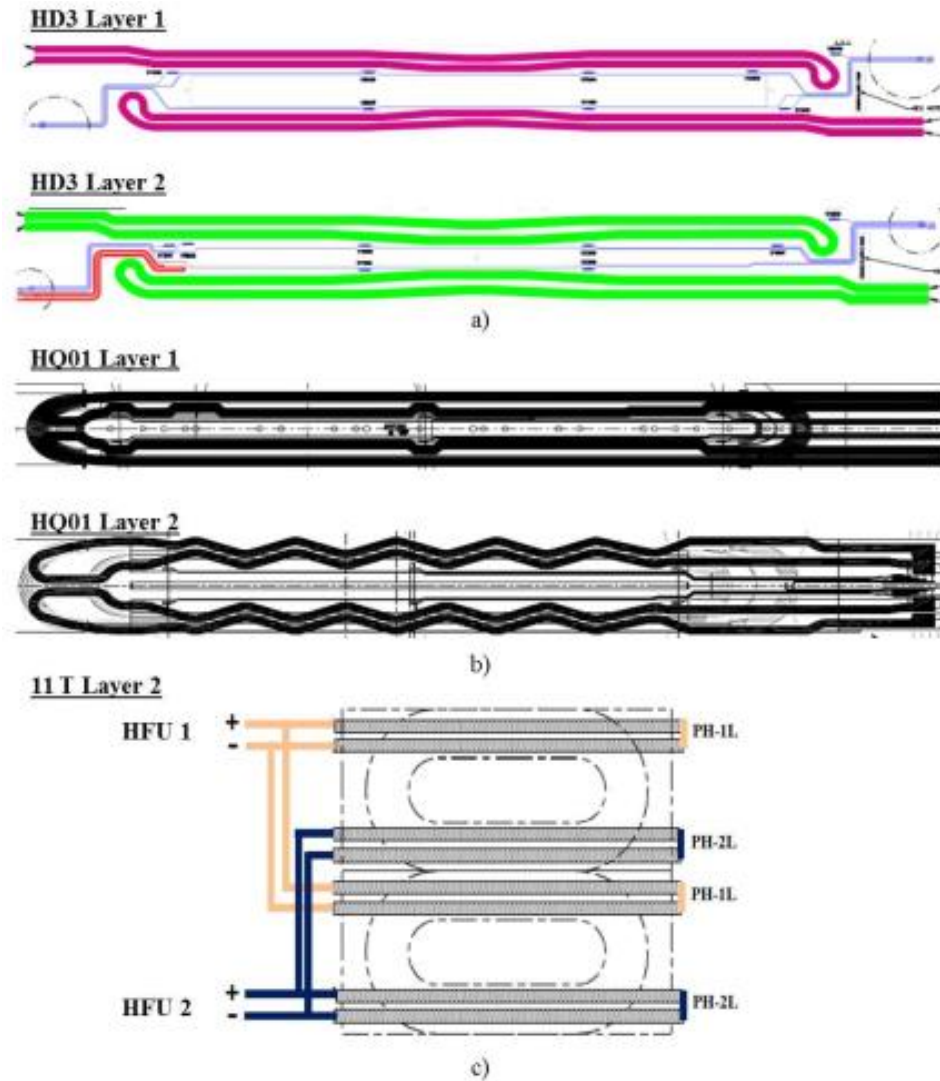 HD3 Layer 1
HD3 Layer 2
a)
HQ01 Layer 1
HQ01 Layer 2
b)
11 T Layer 2
HFU 1
+
-
PH-1L
PH-2L
PH-1L
HFU 2
+
-
PH-2L
c)